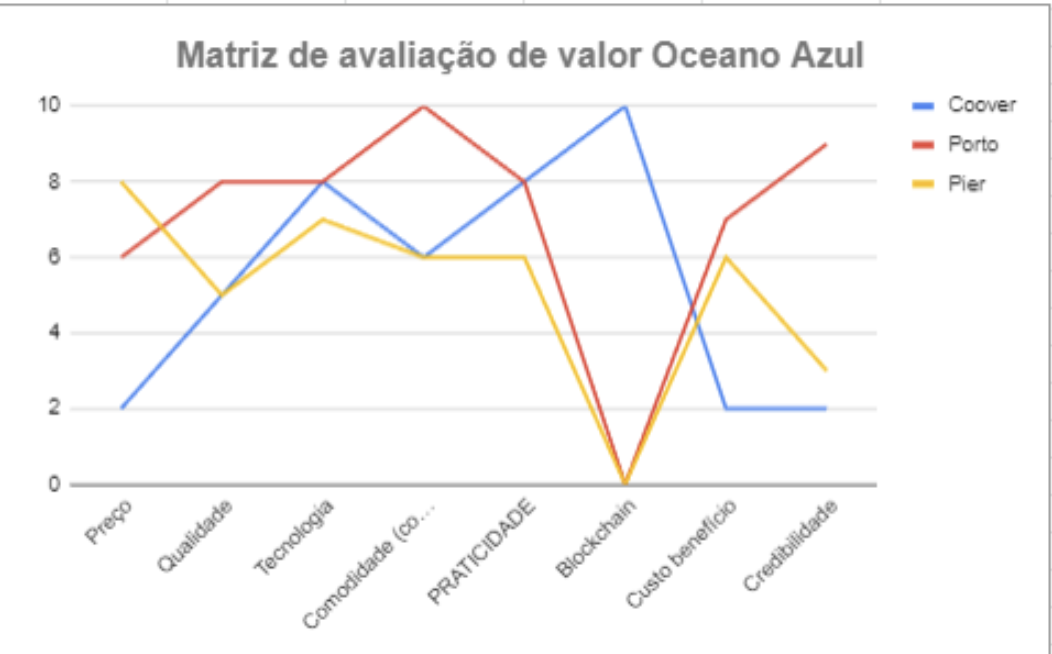 Matriz de avaliação de valor Oceano Azul
10
8
6
4
2
0
Coover
Porto
Pier
Preço
Qualidade
Tecnologia
Comodidade (co...
PRATICIDADE
Blockchain
Custo benefício
Credibilidade